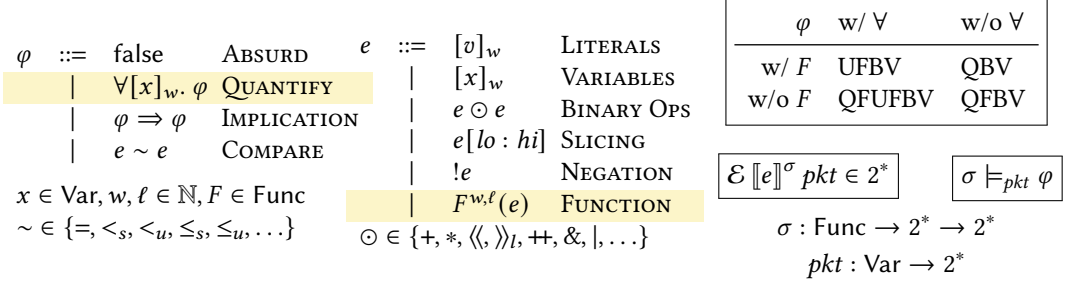 φ ::= false ABSURD
| ∀[x]_w. φ QUANTIFY
| φ ⇒ φ IMPLICATION
| e ∼ e COMPARE
x ∈ Var, w, ℓ ∈ ℕ, F ∈ Func
∼ ∈ {=, <_s, <_u, ≤_s, ≤_u, …}
e ::= [v]_w LITERALS
| [x]_w VARIABLES
| e ⊙ e BINARY OPS
| e[lo : hi] SLICING
| !e NEGATION
| F^{w,ℓ}(e) FUNCTION
⊙ ∈ {+, ∗, ⟪, ⟫_l, ++, &, |, …}
φ w/ ∀ w/o ∀
w/ F UFBV QBV
w/o F QFUFBV QFBV
ℰ ⟦e⟧^σ pkt ∈ 2* σ ⊨_pkt φ
σ : Func → 2* → 2*
pkt : Var → 2*